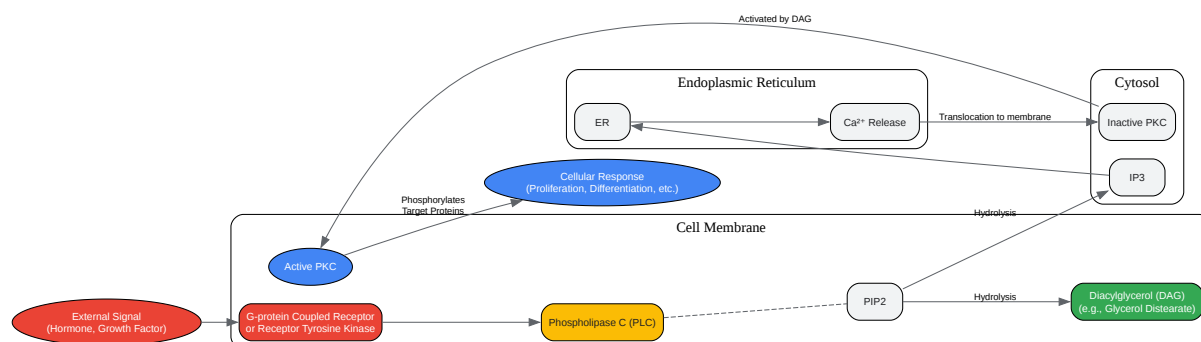 Activated by DAG
Endoplasmic Reticulum
Cytosol
ER
Ca²⁺ Release
Translocation to membrane
Inactive PKC
Cellular Response
(Proliferation, Differentiation, etc.)
IP3
Phosphorylates
Target Proteins
Hydrolysis
Cell Membrane
Active PKC
External Signal
(Hormone, Growth Factor)
G-protein Coupled Receptor
or Receptor Tyrosine Kinase
Phospholipase C (PLC)
PIP2
Hydrolysis
Diacylglycerol (DAG)
(e.g., Glycerol Distearate)